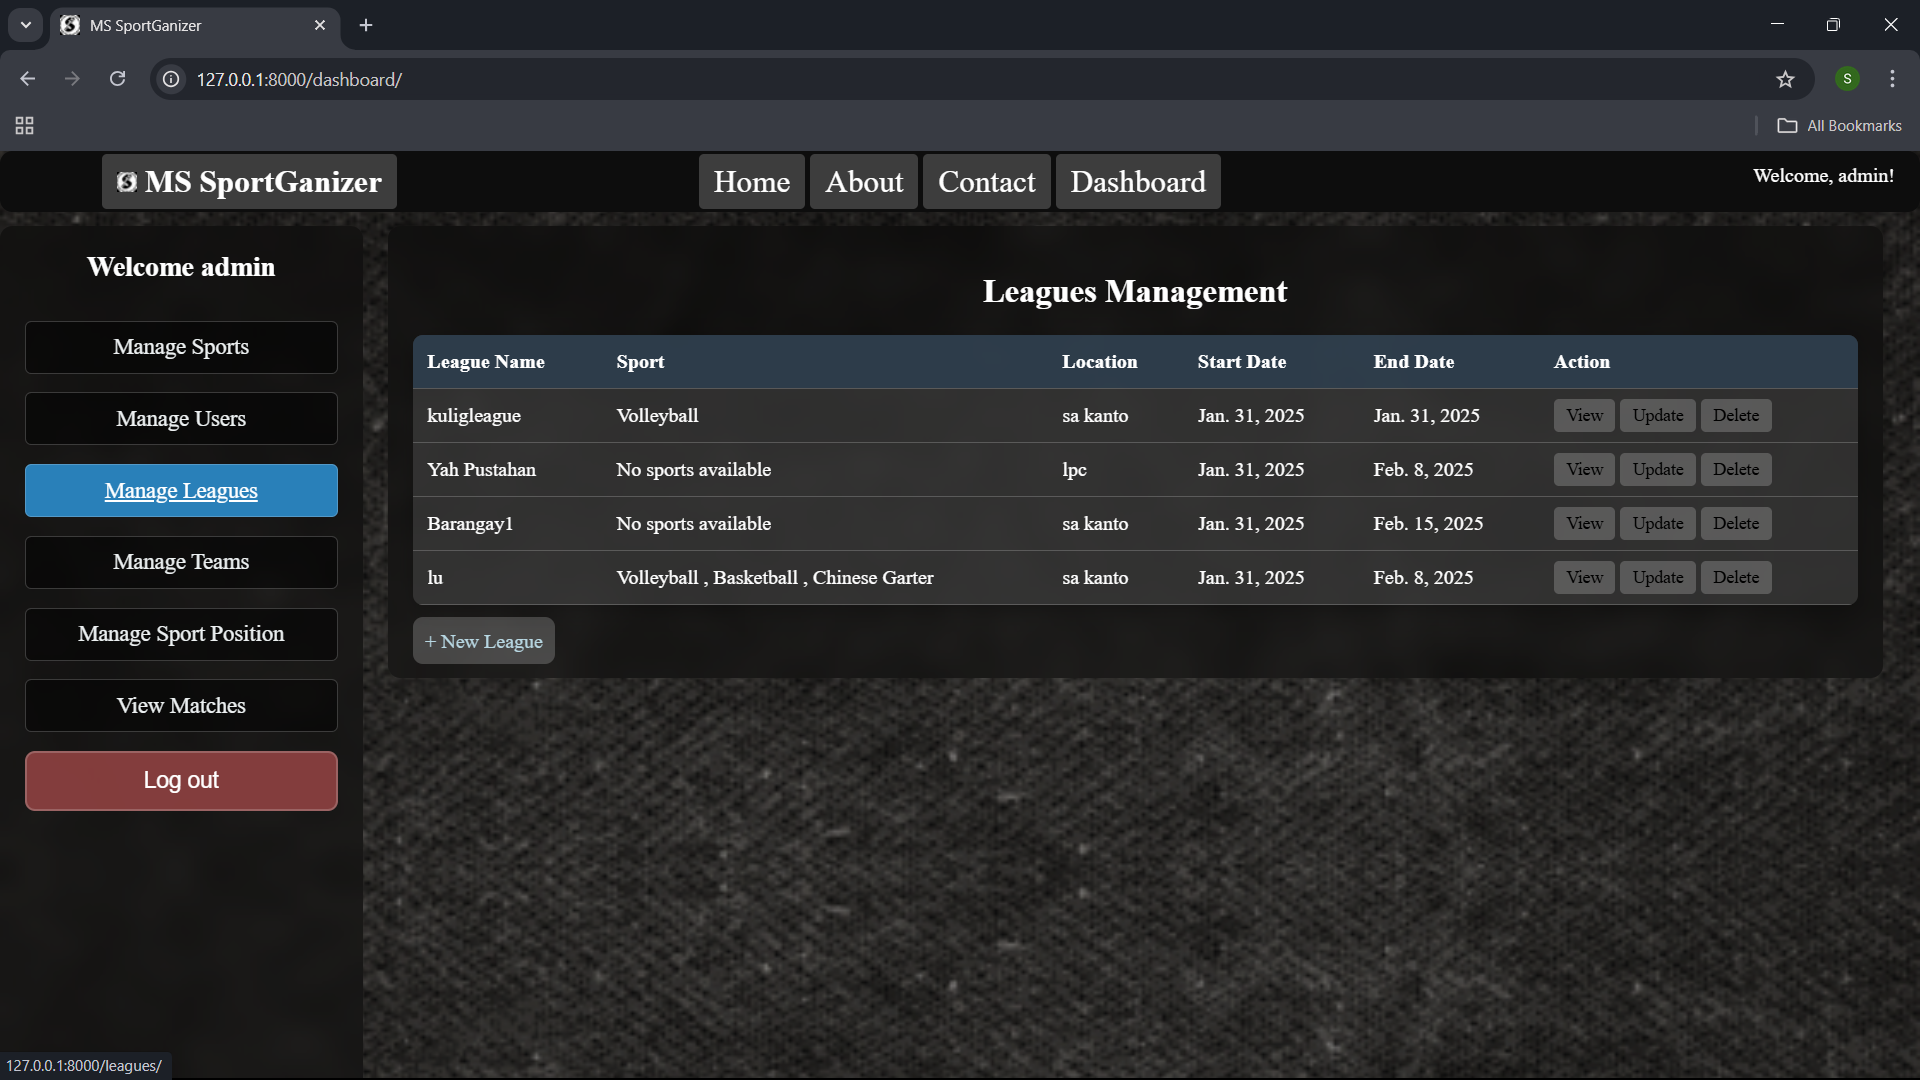 MS SportGanizer
127.0.0.1:8000/dashboard/
S
All Bookmarks
MS SportGanizer
Home About Contact Dashboard
Welcome, admin!
Welcome admin
Manage Sports
Manage Users
Manage Leagues
Manage Teams
Manage Sport Position
View Matches
Log out
Leagues Management
League Name Sport Location Start Date End Date Action
kuligleague Volleyball sa kanto Jan. 31, 2025 Jan. 31, 2025 View Update Delete
Yah Pustahan No sports available lpc Jan. 31, 2025 Feb. 8, 2025 View Update Delete
Barangay1 No sports available sa kanto Jan. 31, 2025 Feb. 15, 2025 View Update Delete
lu Volleyball , Basketball , Chinese Garter sa kanto Jan. 31, 2025 Feb. 8, 2025 View Update Delete
+ New League
127.0.0.1:8000/leagues/